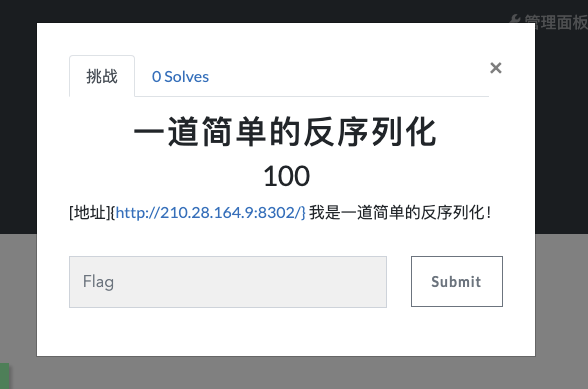 管理面板
挑战
0 Solves
×
一道简单的反序列化
100
[地址]{http://210.28.164.9:8302/} 我是一道简单的反序列化！
Flag
Submit